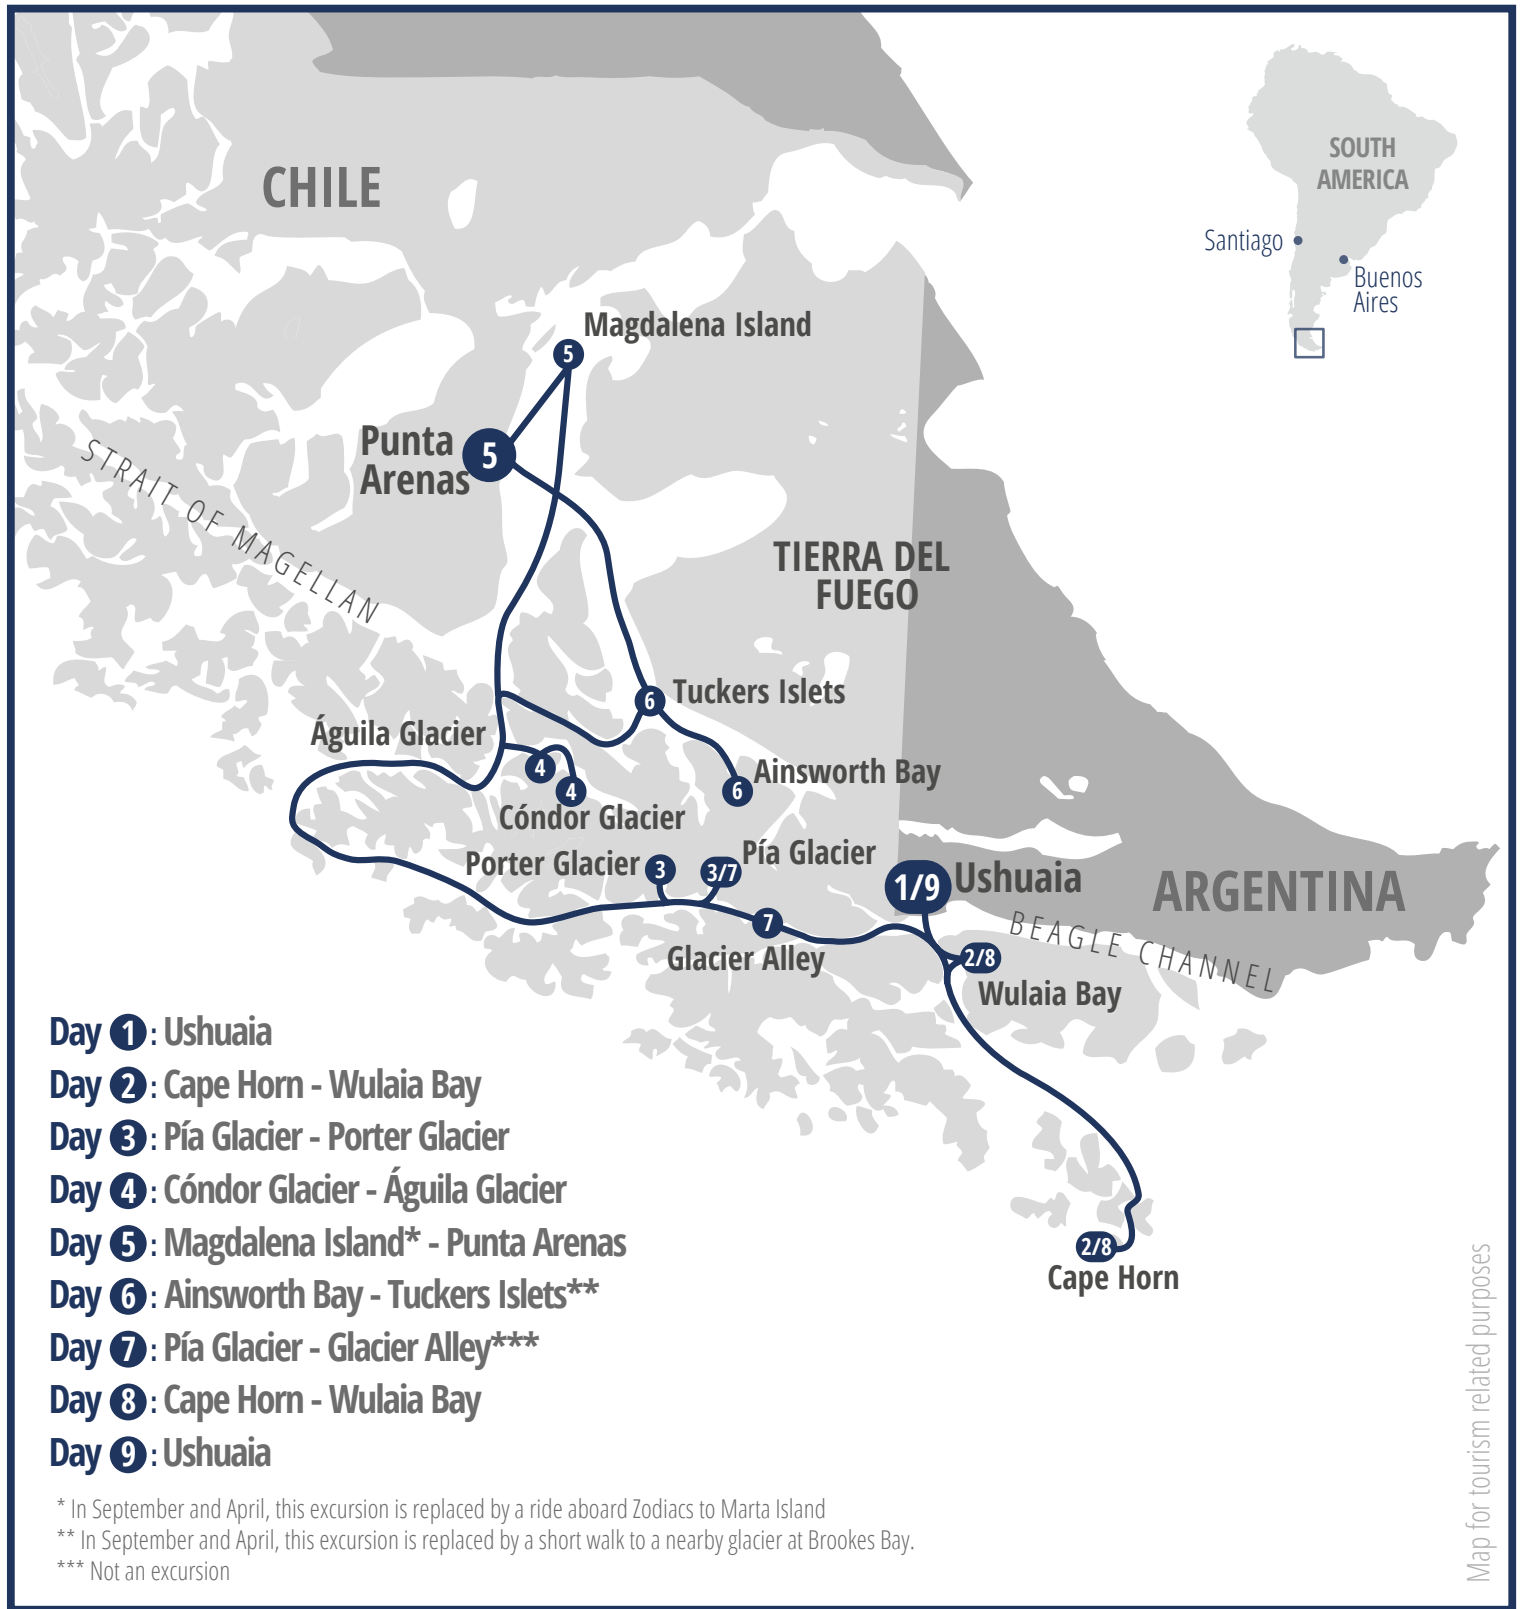 CHILE
SOUTH
AMERICA
Santiago
Buenos
Aires
Magdalena Island
5
Punta
Arenas
5
STRAIT OF MAGELLAN
TIERRA DEL
FUEGO
6
Tuckers Islets
Águila Glacier
4
4
Cóndor Glacier
6
Ainsworth Bay
Porter Glacier
3
3/7
Pía Glacier
1/9
Ushuaia
ARGENTINA
BEAGLE CHANNEL
7
Glacier Alley
2/8
Wulaia Bay
2/8
Cape Horn
Day 1: Ushuaia
Day 2: Cape Horn - Wulaia Bay
Day 3: Pía Glacier - Porter Glacier
Day 4: Cóndor Glacier - Águila Glacier
Day 5: Magdalena Island* - Punta Arenas
Day 6: Ainsworth Bay - Tuckers Islets**
Day 7: Pía Glacier - Glacier Alley***
Day 8: Cape Horn - Wulaia Bay
Day 9: Ushuaia
* In September and April, this excursion is replaced by a ride aboard Zodiacs to Marta Island
** In September and April, this excursion is replaced by a short walk to a nearby glacier at Brookes Bay.
*** Not an excursion
Map for tourism related purposes